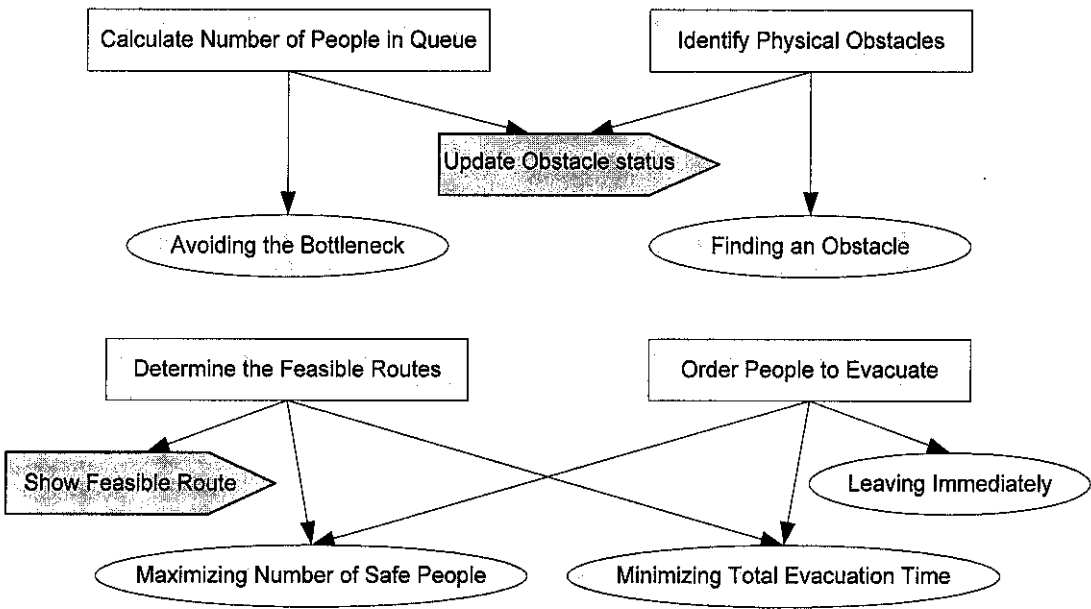 Calculate Number of People in Queue
Identify Physical Obstacles
Update Obstacle status
Avoiding the Bottleneck
Finding an Obstacle
Determine the Feasible Routes
Order People to Evacuate
Show Feasible Route
Leaving Immediately
Maximizing Number of Safe People
Minimizing Total Evacuation Time